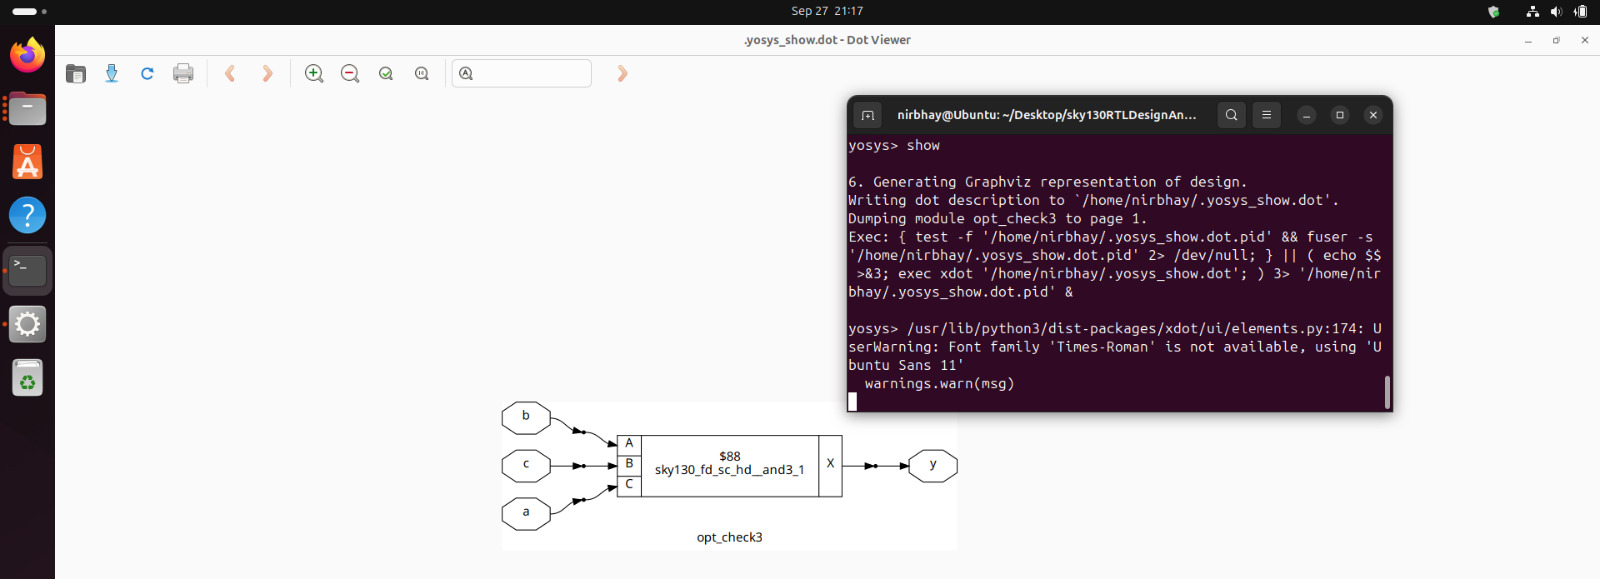 Sep 27 21:17
.yosys_show.dot - Dot Viewer
nirbhay@Ubuntu: ~/Desktop/sky130RTLDesignAn...
yosys> show
6. Generating Graphviz representation of design.
Writing dot description to `/home/nirbhay/.yosys_show.dot'.
Dumping module opt_check3 to page 1.
Exec: { test -f '/home/nirbhay/.yosys_show.dot.pid' && fuser -s
'/home/nirbhay/.yosys_show.dot.pid' 2> /dev/null; } || ( echo $$
>&3; exec xdot '/home/nirbhay/.yosys_show.dot'; ) 3> '/home/nir
bhay/.yosys_show.dot.pid' &
yosys> /usr/lib/python3/dist-packages/xdot/ui/elements.py:174: U
serWarning: Font family 'Times-Roman' is not available, using 'U
buntu Sans 11'
warnings.warn(msg)
b
c
a
A
B
C
$88
sky130_fd_sc_hd__and3_1
X
y
opt_check3